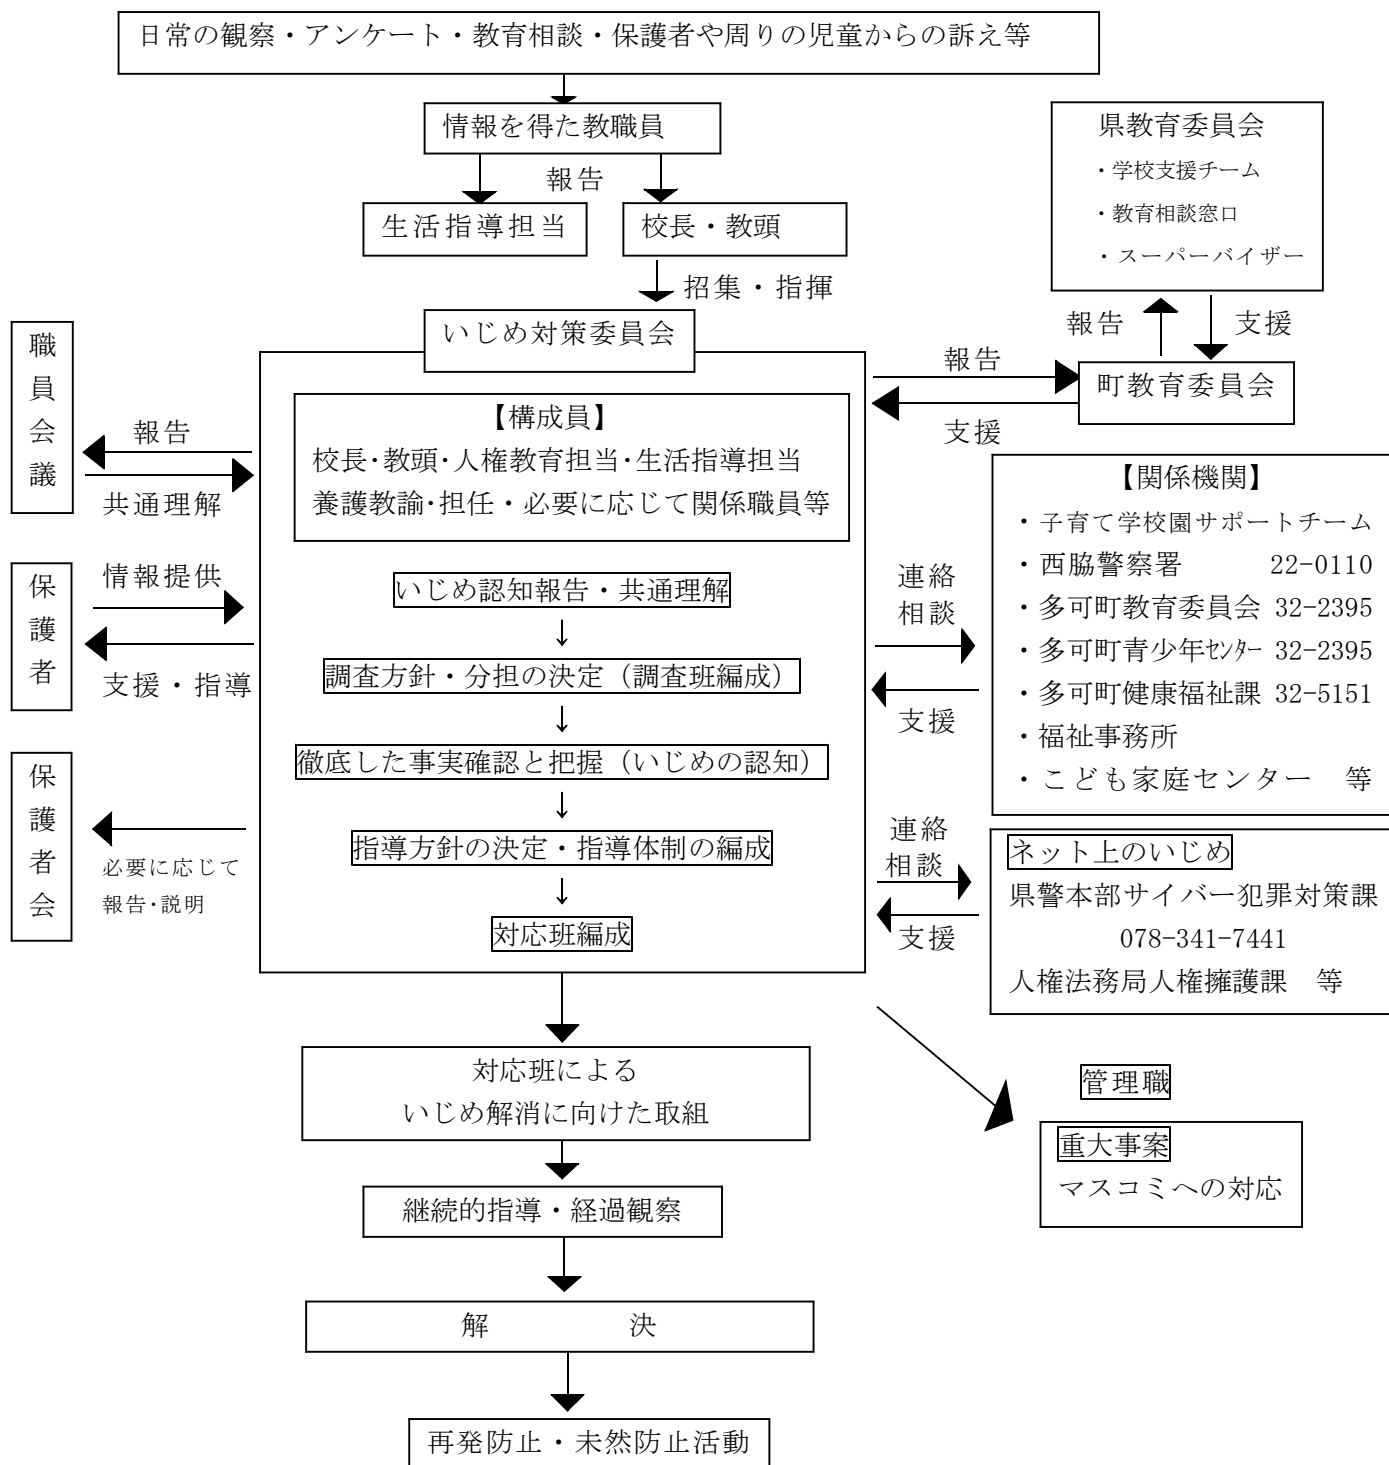 日常の観察・アンケート・教育相談・保護者や周りの児童からの訴え等
情報を得た教職員
報告
生活指導担当
校長・教頭
招集・指揮
県教育委員会
・学校支援チーム
・教育相談窓口
・スーパーバイザー
報告
支援
町教育委員会
報告
支援
いじめ対策委員会
【構成員】
校長・教頭・人権教育担当・生活指導担当
養護教諭・担任・必要に応じて関係職員等
いじめ認知報告・共通理解
↓
調査方針・分担の決定（調査班編成）
↓
徹底した事実確認と把握（いじめの認知）
↓
指導方針の決定・指導体制の編成
↓
対応班編成
職員会議
報告
共通理解
保護者
情報提供
支援・指導
保護者会
必要に応じて
報告・説明
連絡
相談
支援
【関係機関】
・子育て学校園サポートチーム
・西脇警察署 22-0110
・多可町教育委員会 32-2395
・多可町青少年ｾﾝﾀｰ 32-2395
・多可町健康福祉課 32-5151
・福祉事務所
・こども家庭センター 等
連絡
相談
支援
ネット上のいじめ
県警本部サイバー犯罪対策課
078-341-7441
人権法務局人権擁護課 等
管理職
重大事案
マスコミへの対応
対応班による
いじめ解消に向けた取組
継続的指導・経過観察
解 決
再発防止・未然防止活動